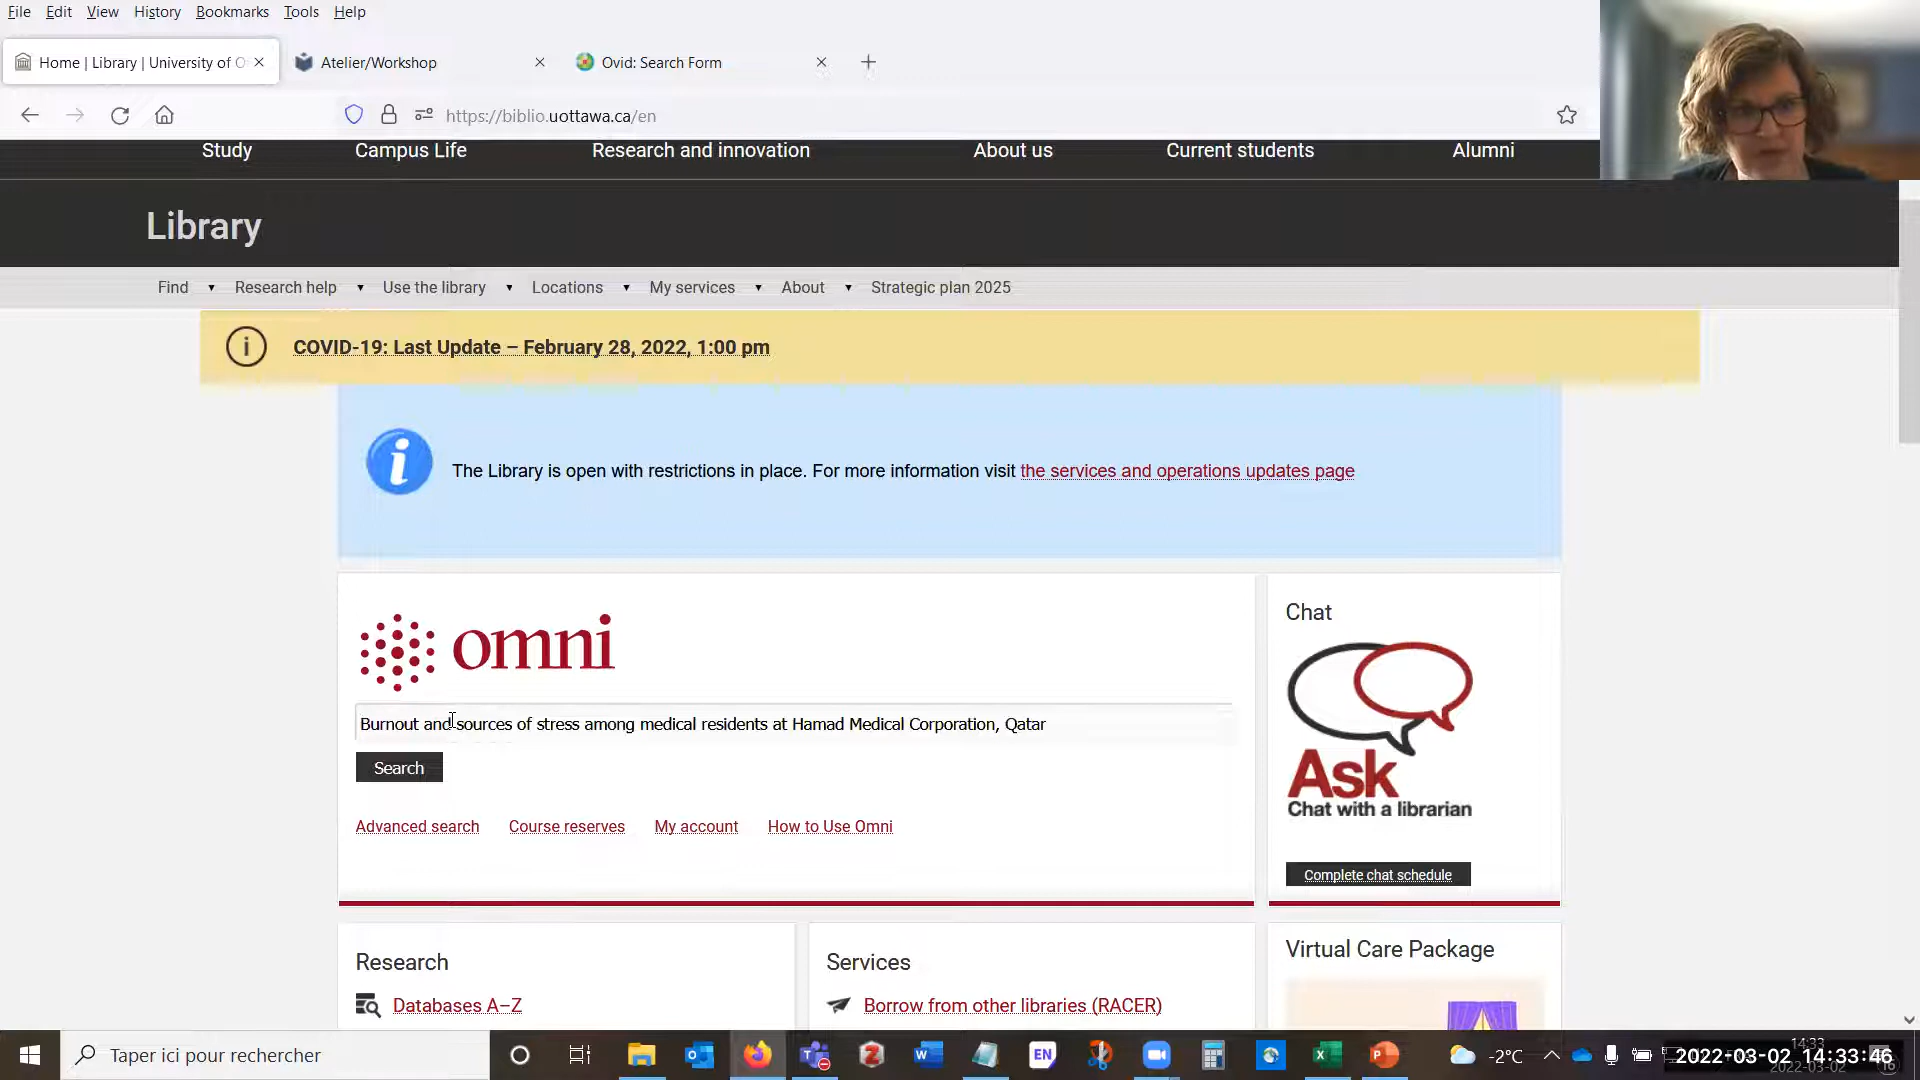 File Edit View History Bookmarks Tools Help
Home | Library | University of O
Atelier/Workshop
Ovid: Search Form
https://biblio.uottawa.ca/en
Study Campus Life Research and innovation About us Current students Alumni
Library
Find Research help Use the library Locations My services About Strategic plan 2025
COVID-19: Last Update – February 28, 2022, 1:00 pm
The Library is open with restrictions in place. For more information visit the services and operations updates page
omni
Burnout and sources of stress among medical residents at Hamad Medical Corporation, Qatar
Search
Advanced search Course reserves My account How to Use Omni
Chat
Ask
Chat with a librarian
Complete chat schedule
Research
Databases A–Z
Services
Borrow from other libraries (RACER)
Virtual Care Package
Taper ici pour rechercher
EN
-2°C
14:33
2022-03-02
2022-03-02 14:33:46
16